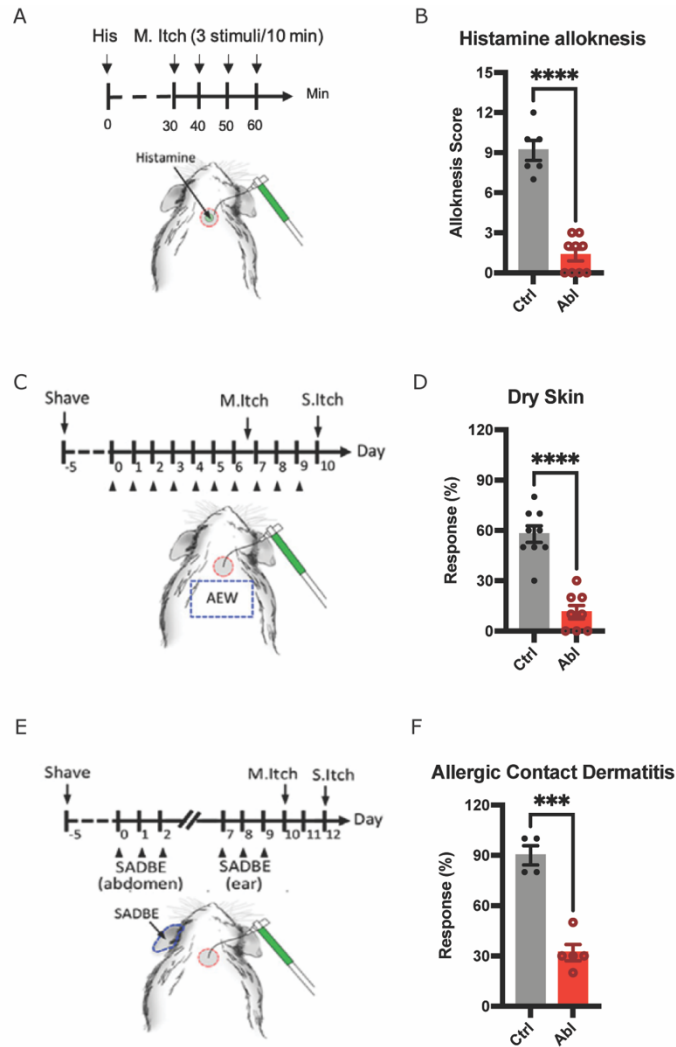 A
His M. Itch (3 stimuli/10 min)
Min
0 30 40 50 60
Histamine
B
Histamine alloknesis
****
Alloknesis Score
15
12
9
6
3
0
Ctrl Abl
C
Shave M.Itch S.Itch
Day
-5 0 1 2 3 4 5 6 7 8 9 10
AEW
D
Dry Skin
****
Response (%)
120
90
60
30
0
Ctrl Abl
E
Shave M.Itch S.Itch
Day
-5 0 1 2 7 8 9 10 11 12
SADBE SADBE
(abdomen) (ear)
SADBE
F
Allergic Contact Dermatitis
***
Response (%)
120
90
60
30
0
Ctrl Abl